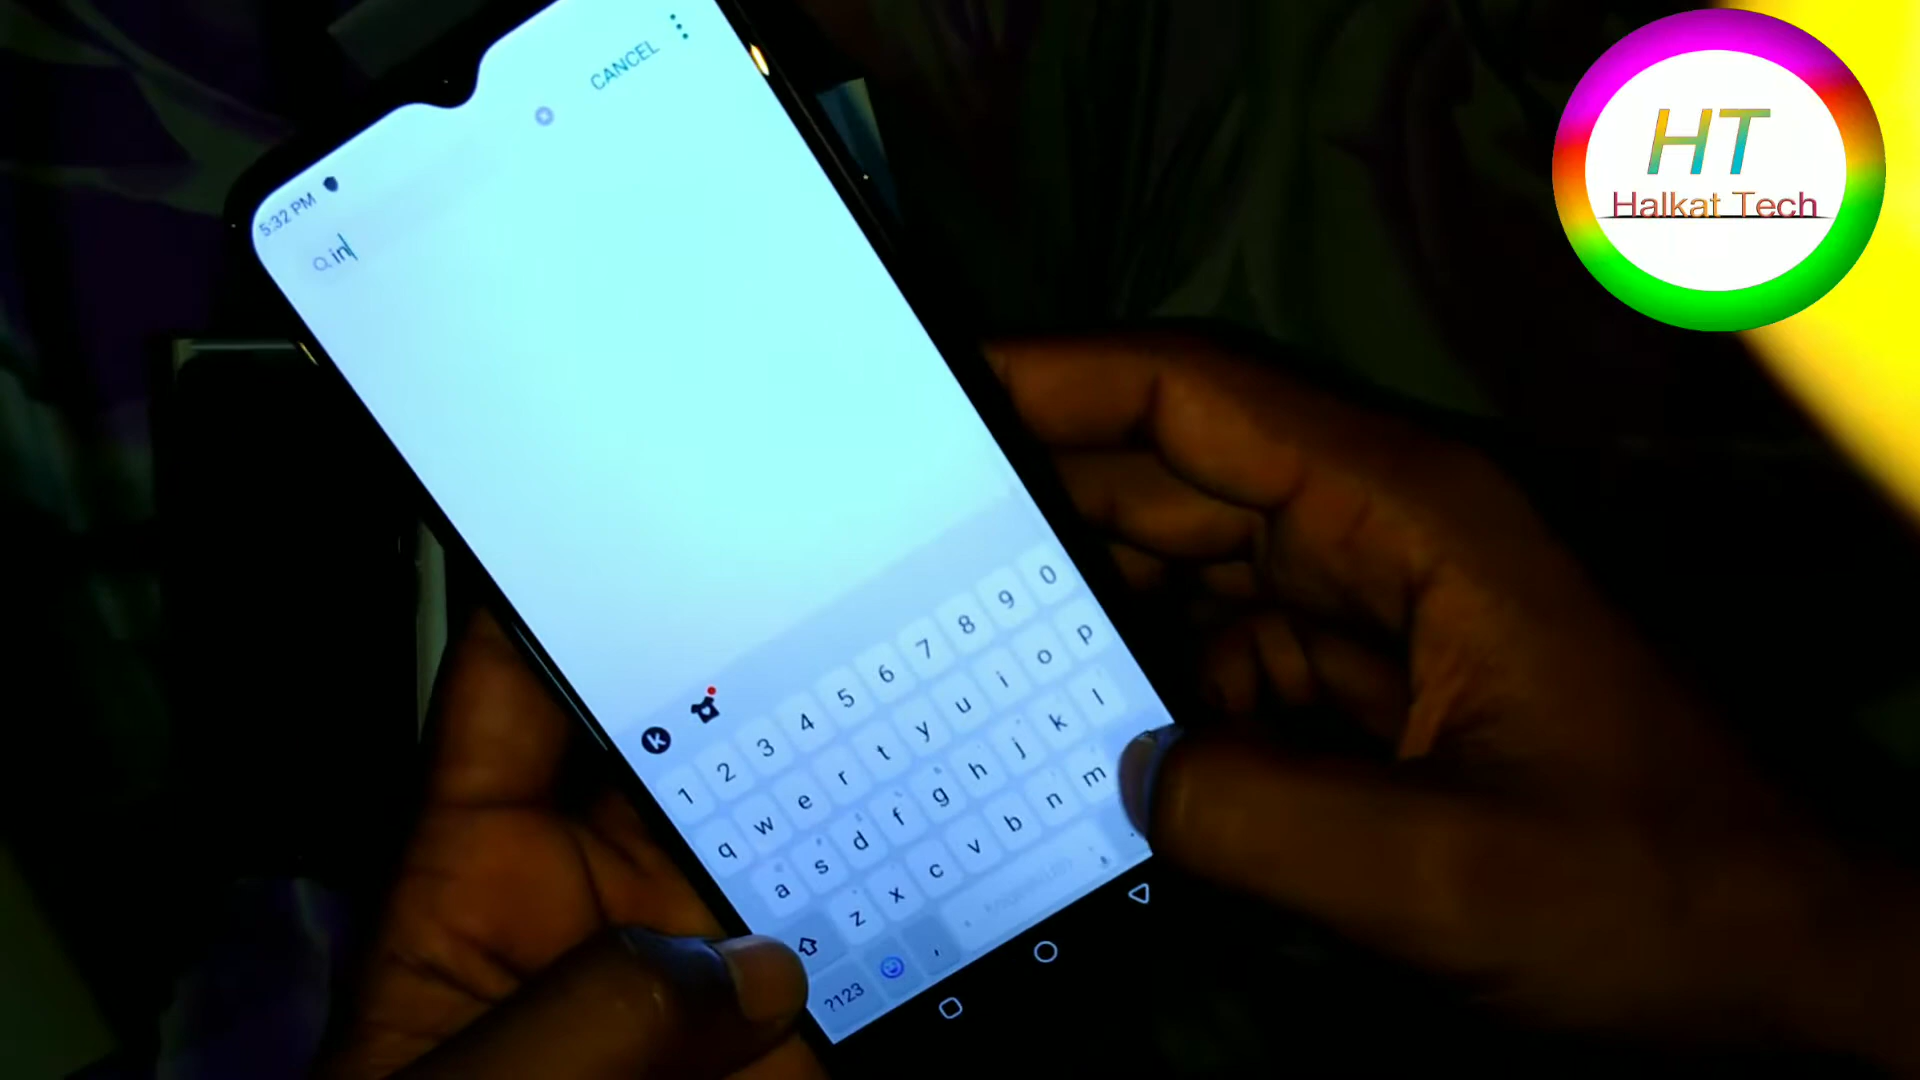 HT
Halkat Tech
CANCEL
5:32 PM
in
k
1 2 3 4 5 6 7 8 9 0
q w e r t y u i o p
a s d f g h j k l
z x c v b n m
?123 , .